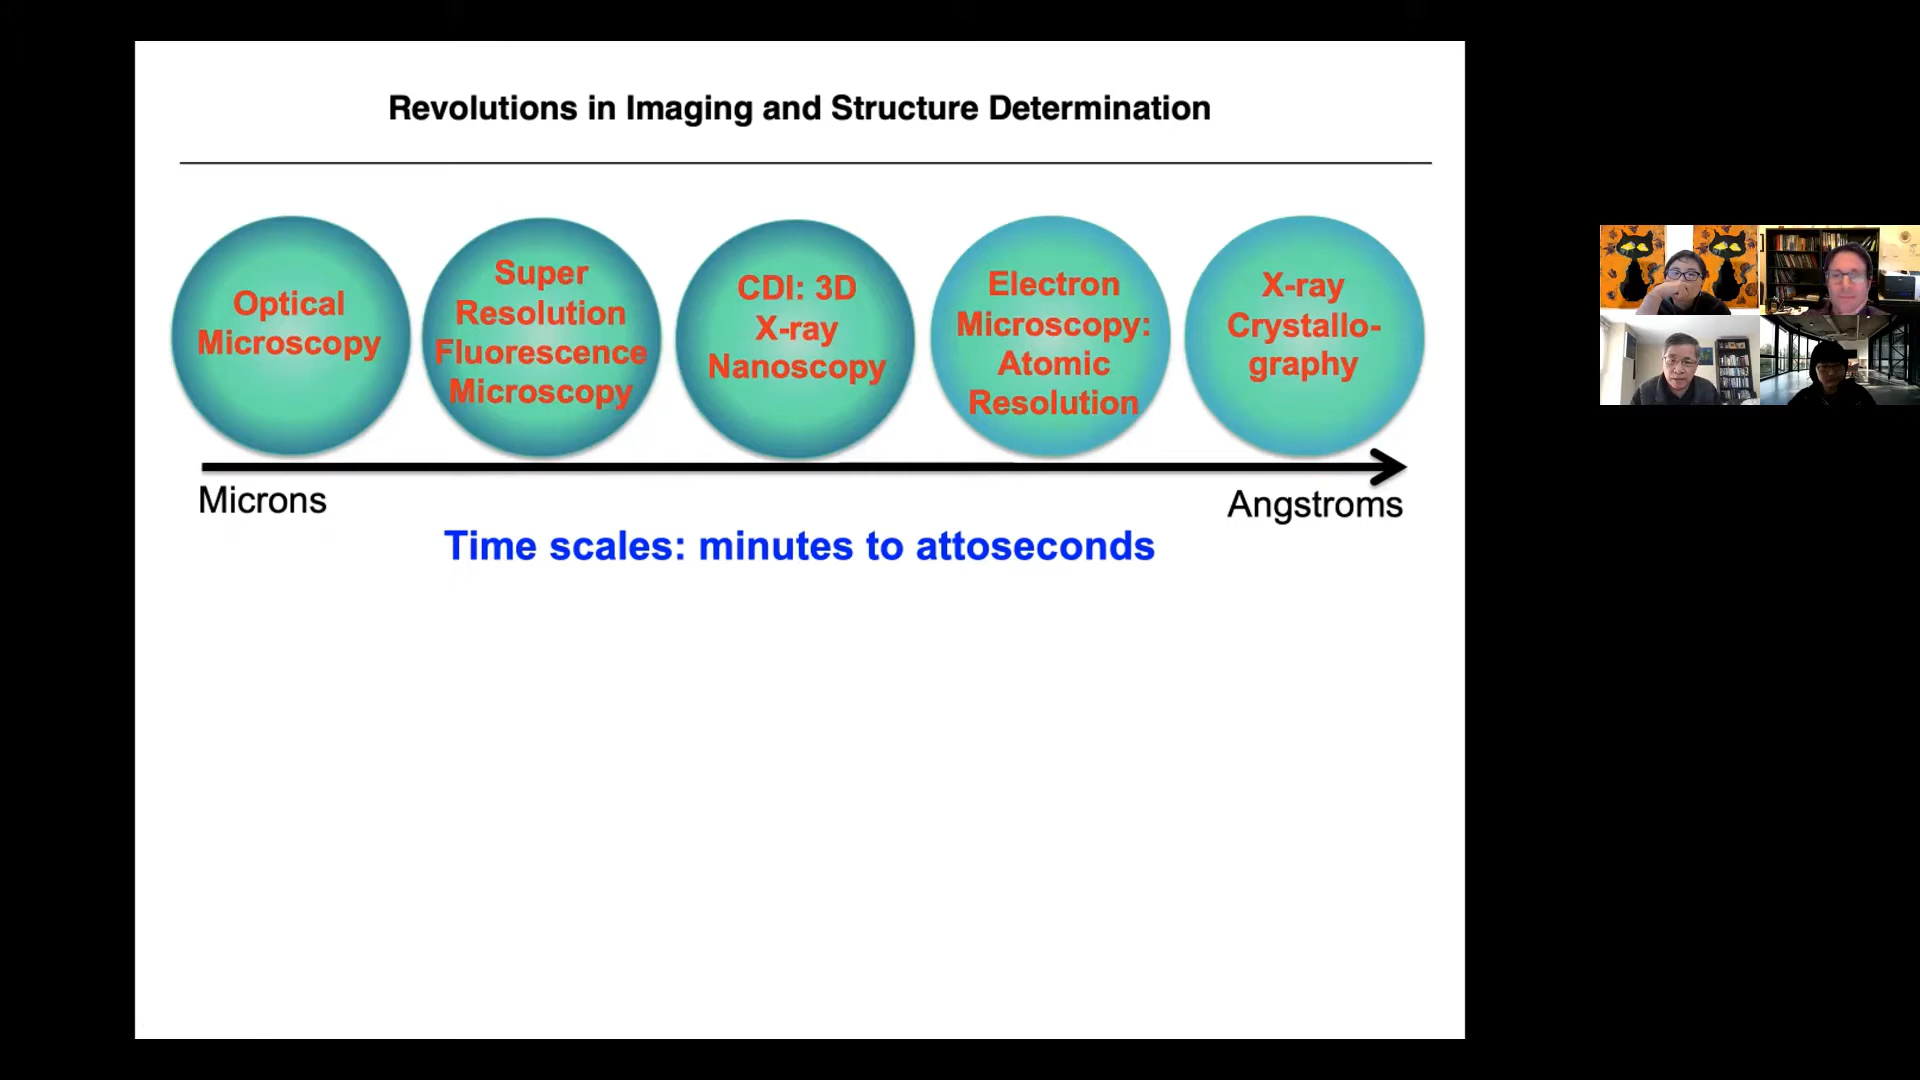 Revolutions in Imaging and Structure Determination
Optical
Microscopy
Super
Resolution
Fluorescence
Microscopy
CDI: 3D
X-ray
Nanoscopy
Electron
Microscopy:
Atomic
Resolution
X-ray
Crystallo-
graphy
Microns
Angstroms
Time scales: minutes to attoseconds